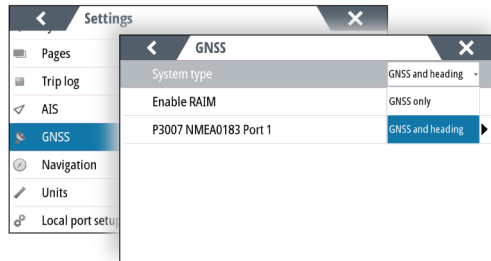 Settings
Pages
Trip log
AIS
GNSS
Navigation
Units
Local port setup
GNSS
System type
GNSS and heading
Enable RAIM
GNSS only
P3007 NMEA0183 Port 1
GNSS and heading